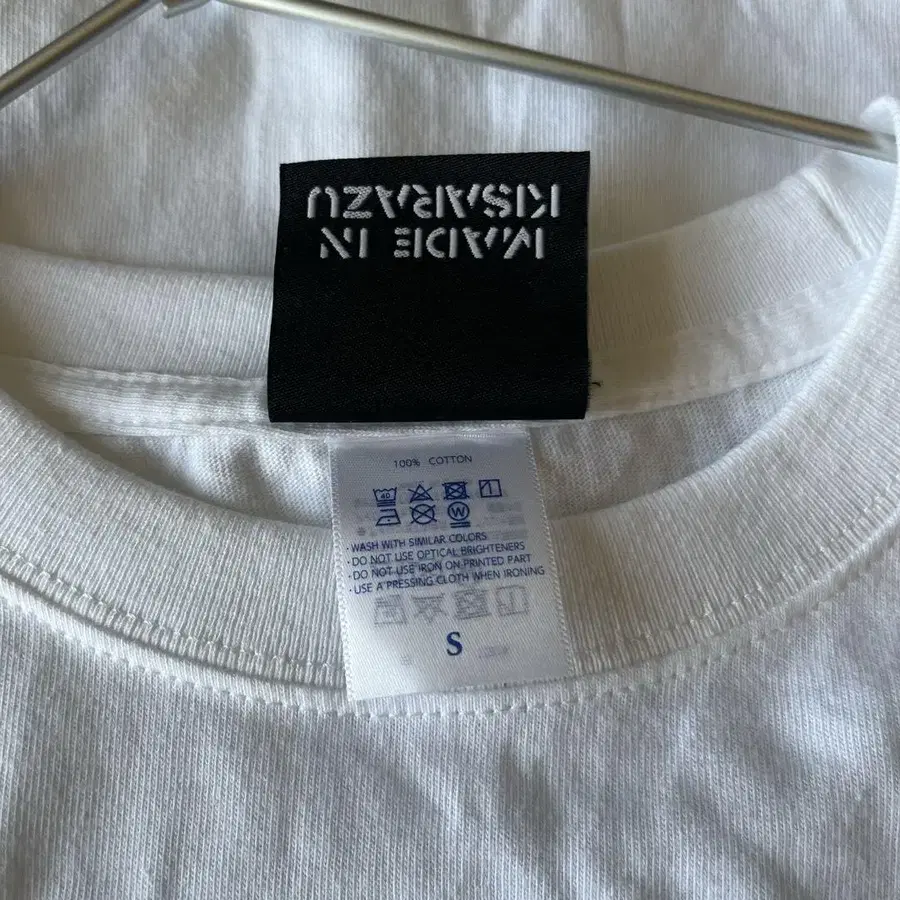 MADE IN
KISARAZU
100% COTTON
40
W
· WASH WITH SIMILAR COLORS
· DO NOT USE OPTICAL BRIGHTENERS
· DO NOT USE IRON ON PRINTED PART
· USE A PRESSING CLOTH WHEN IRONING
S